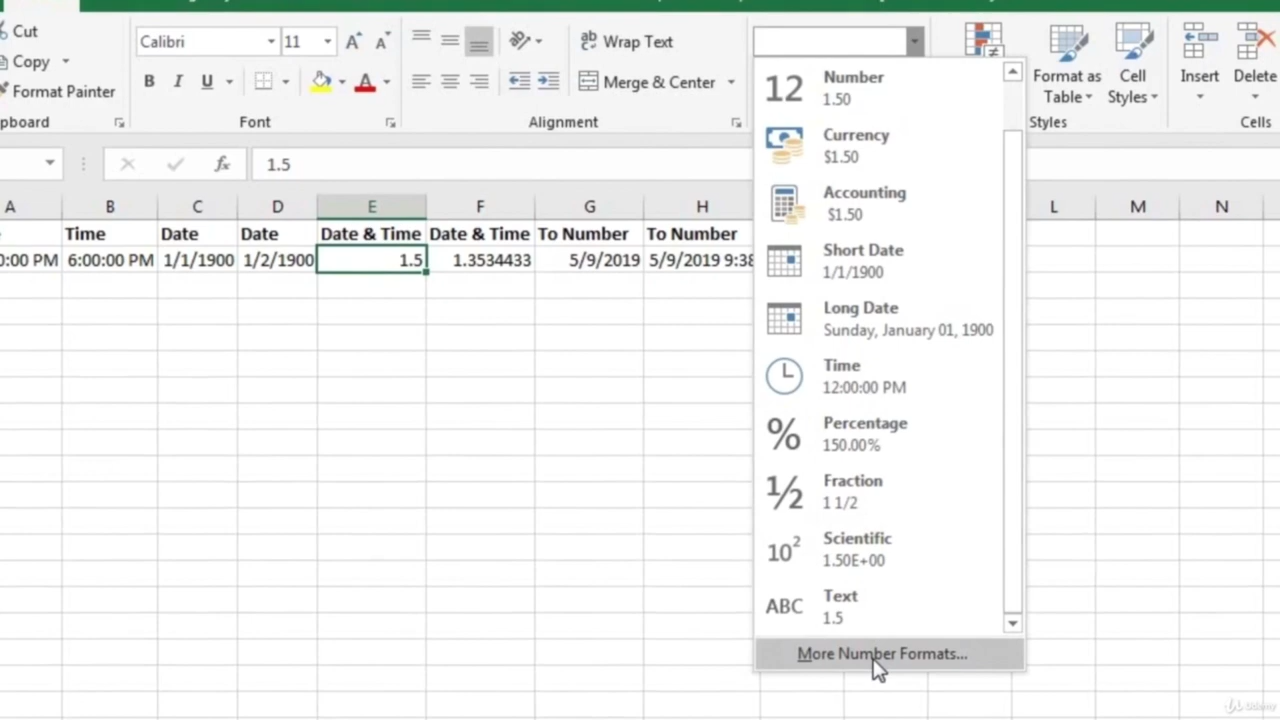 Cut
Copy
Format Painter
pboard
Calibri
11
B I U
A A
A
Font
Wrap Text
Merge & Center
Alignment
Format as
Table
Cell
Styles
Styles
Insert
Delete
Cells
fx
1.5
A B C D E F G H L M N
Time Date Date Date & Time Date & Time To Number To Number
0:00 PM 6:00:00 PM 1/1/1900 1/2/1900 1.5 1.3534433 5/9/2019 5/9/2019 9:38
12
Number
1.50
Currency
$1.50
Accounting
$1.50
Short Date
1/1/1900
Long Date
Sunday, January 01, 1900
Time
12:00:00 PM
%
Percentage
150.00%
½
Fraction
1 1/2
10²
Scientific
1.50E+00
ABC
Text
1.5
More Number Formats...
Udemy